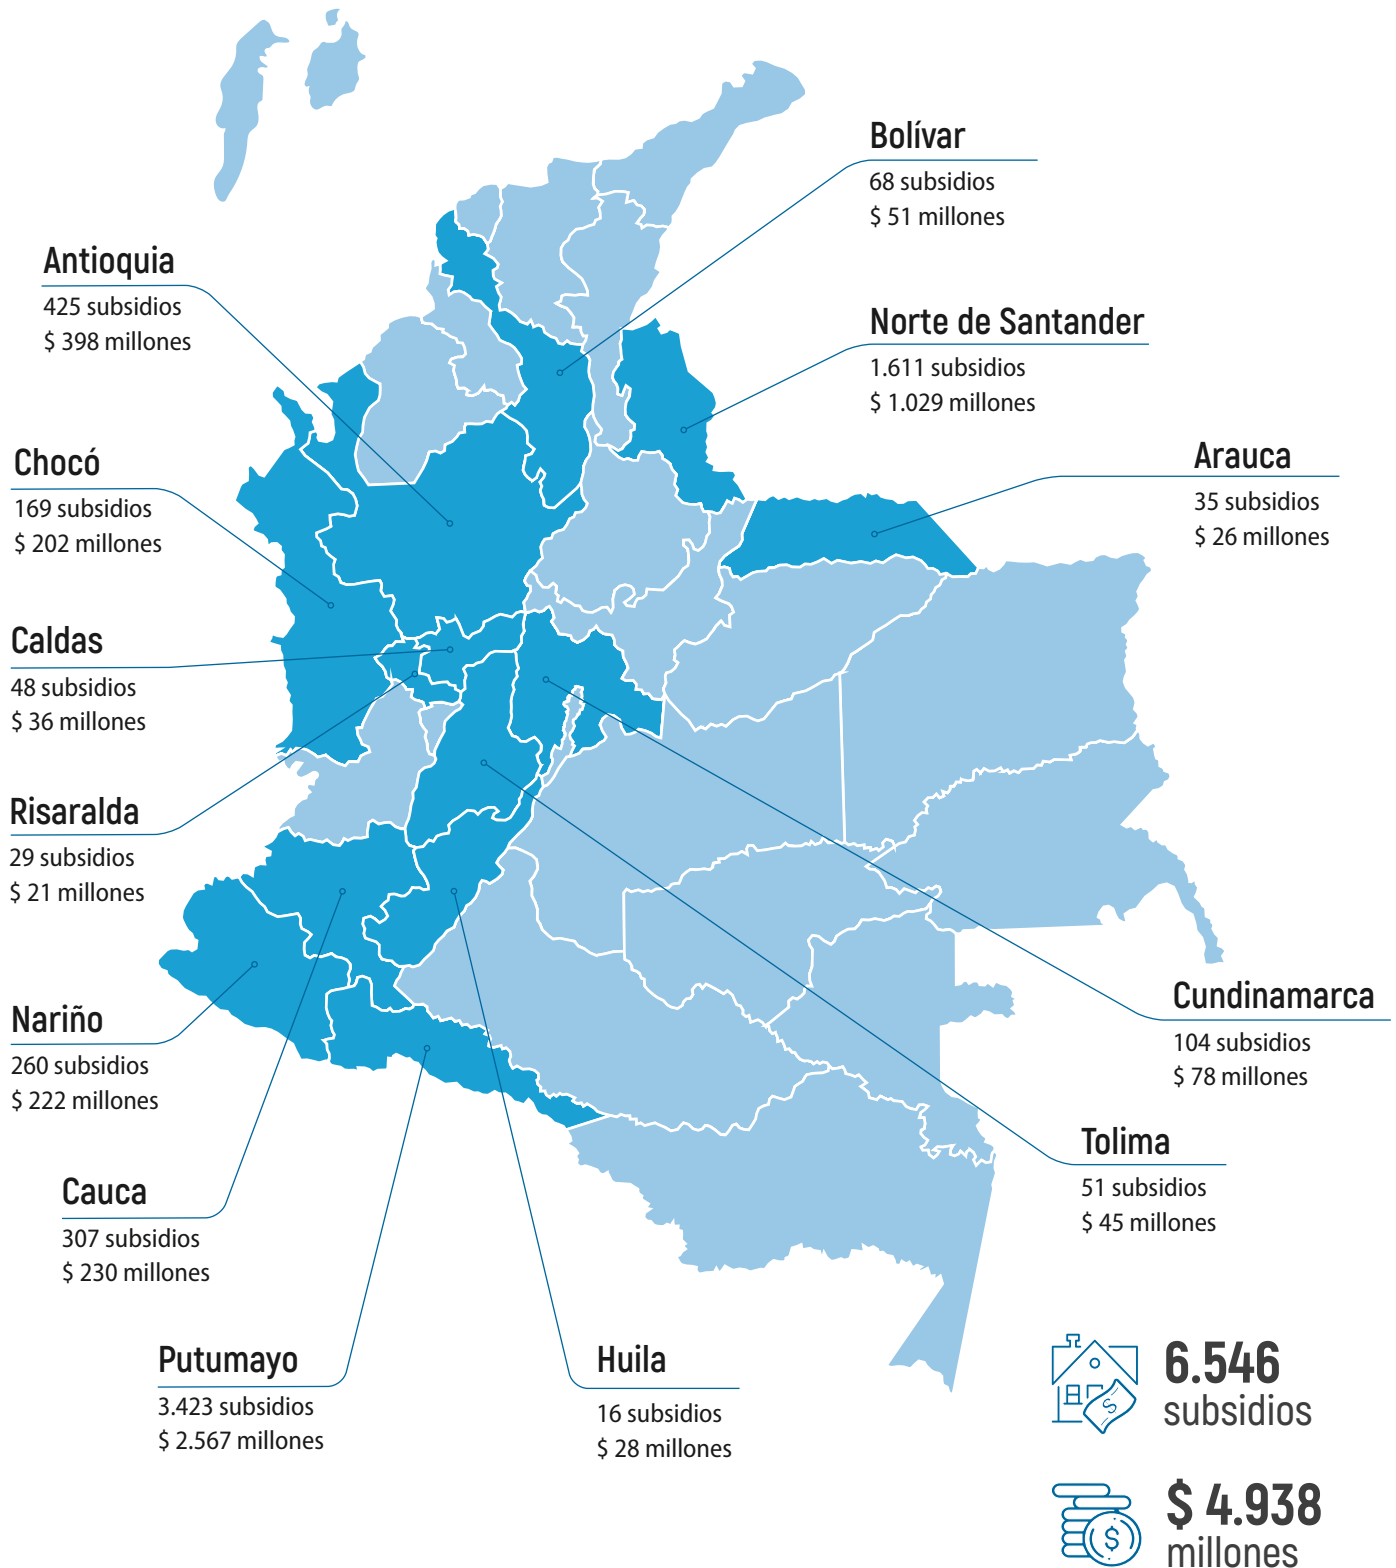 Bolívar
68 subsidios
$ 51 millones
Antioquia
425 subsidios
$ 398 millones
Norte de Santander
1.611 subsidios
$ 1.029 millones
Arauca
35 subsidios
$ 26 millones
Chocó
169 subsidios
$ 202 millones
Caldas
48 subsidios
$ 36 millones
Risaralda
29 subsidios
$ 21 millones
Nariño
260 subsidios
$ 222 millones
Cundinamarca
104 subsidios
$ 78 millones
Tolima
51 subsidios
$ 45 millones
Cauca
307 subsidios
$ 230 millones
Putumayo
3.423 subsidios
$ 2.567 millones
Huila
16 subsidios
$ 28 millones
6.546
subsidios
$ 4.938
millones